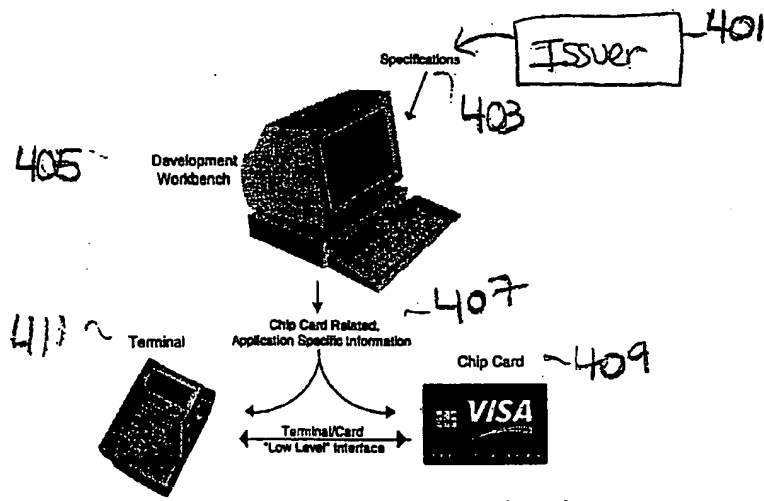 Issuer
401
Specifications
403
405
Development
Workbench
407
Chip Card Related,
Application Specific Information
411
Terminal
Chip Card
409
VISA
Terminal/Card
"Low Level" Interface